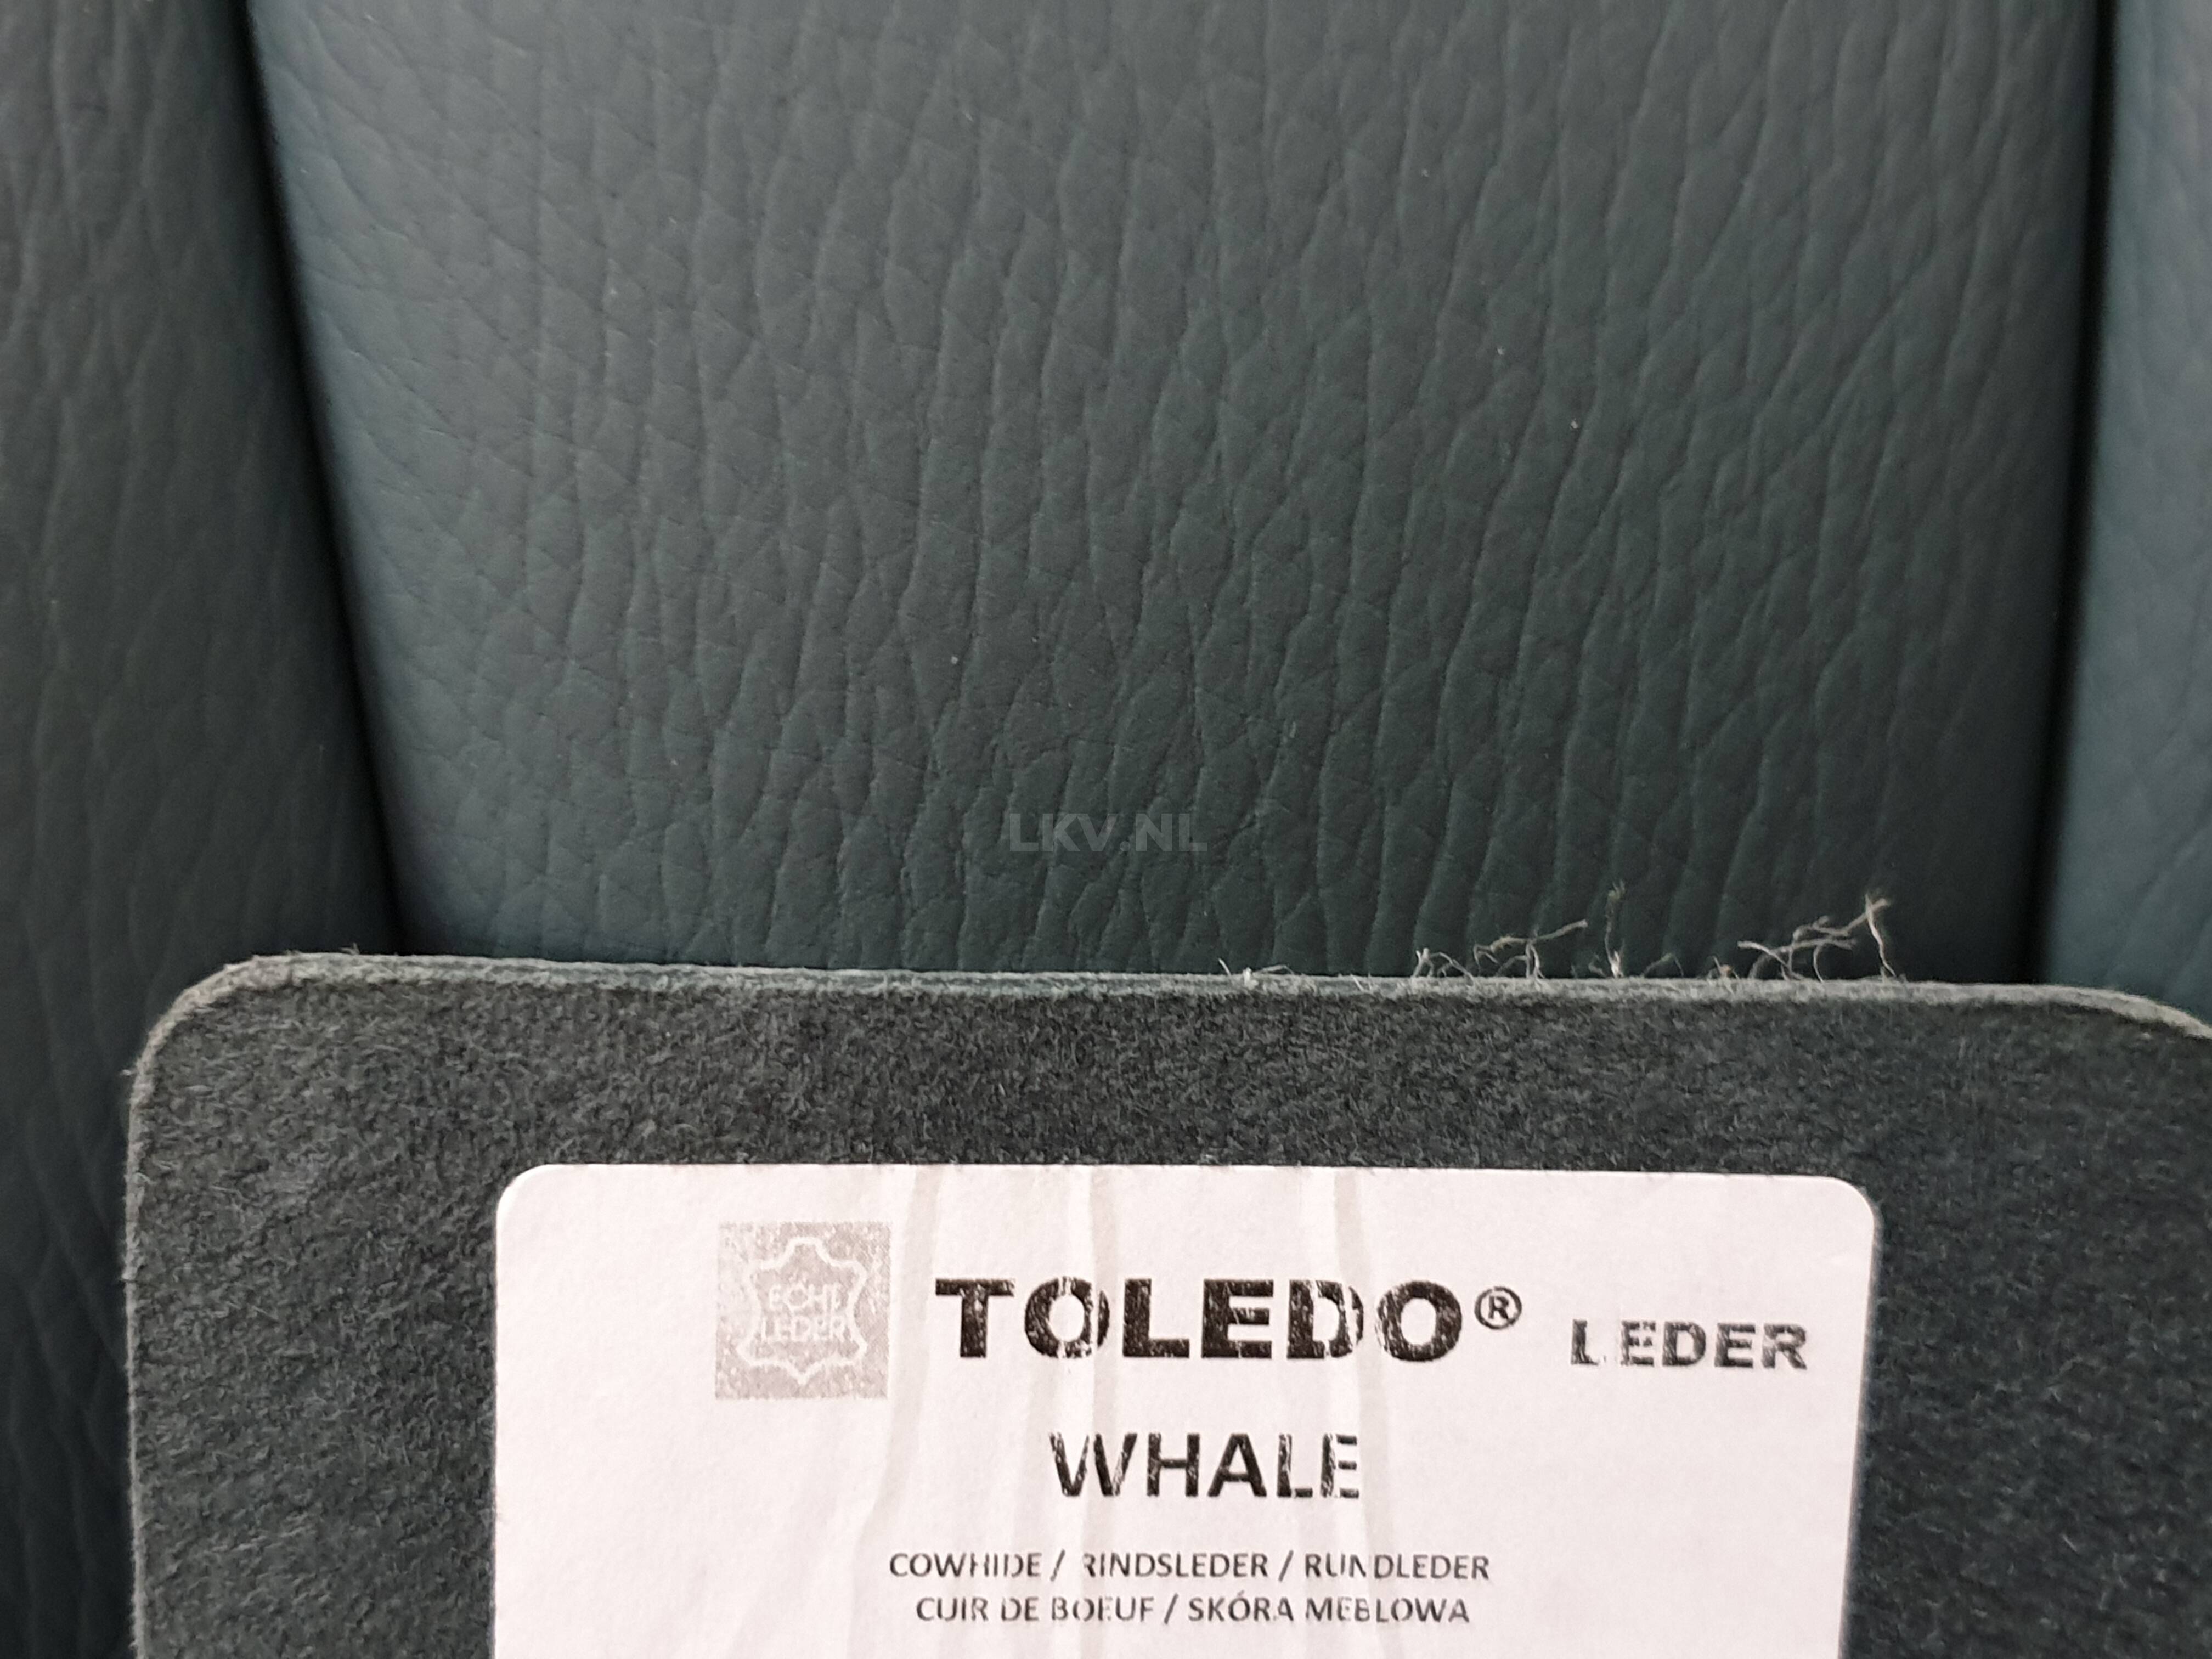 LKV.NL
ECHT
LEDER
TOLEDO® LEDER
WHALE
COWHIDE / RINDSLEDER / RUNDLEDER
CUIR DE BOEUF / SKÓRA MEBLOWA